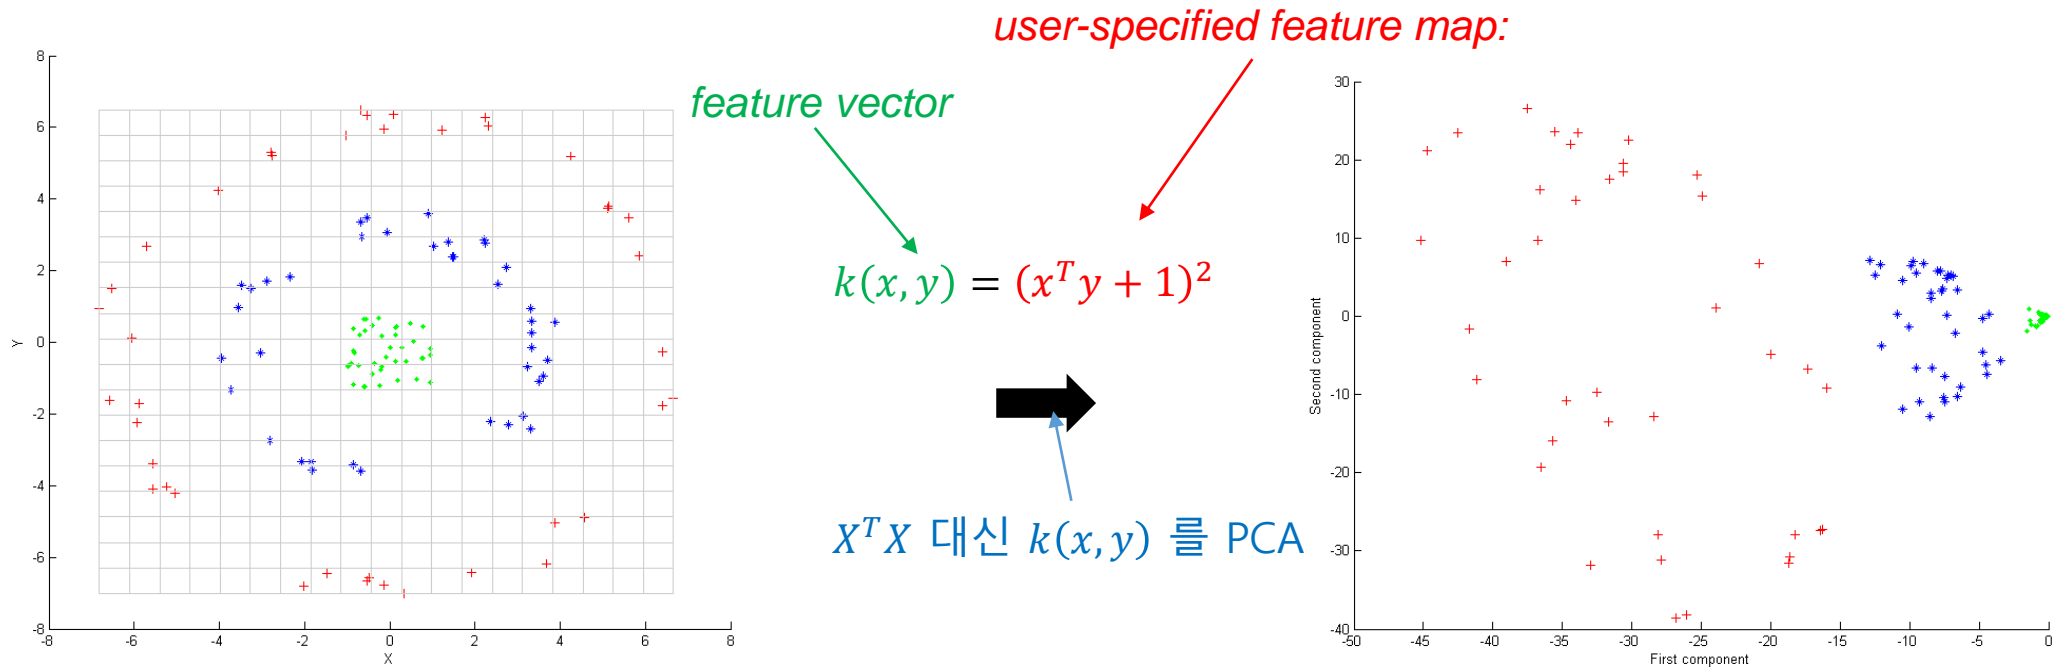 user-specified feature map:
feature vector
k(x, y) = (xᵀy + 1)²
XᵀX 대신 k(x, y) 를 PCA
8
6
4
2
0
-2
-4
-6
-8
Y
-8 -6 -4 -2 0 2 4 6 8
X
30
20
10
0
-10
-20
-30
-40
Second component
-50 -45 -40 -35 -30 -25 -20 -15 -10 -5 0
First component